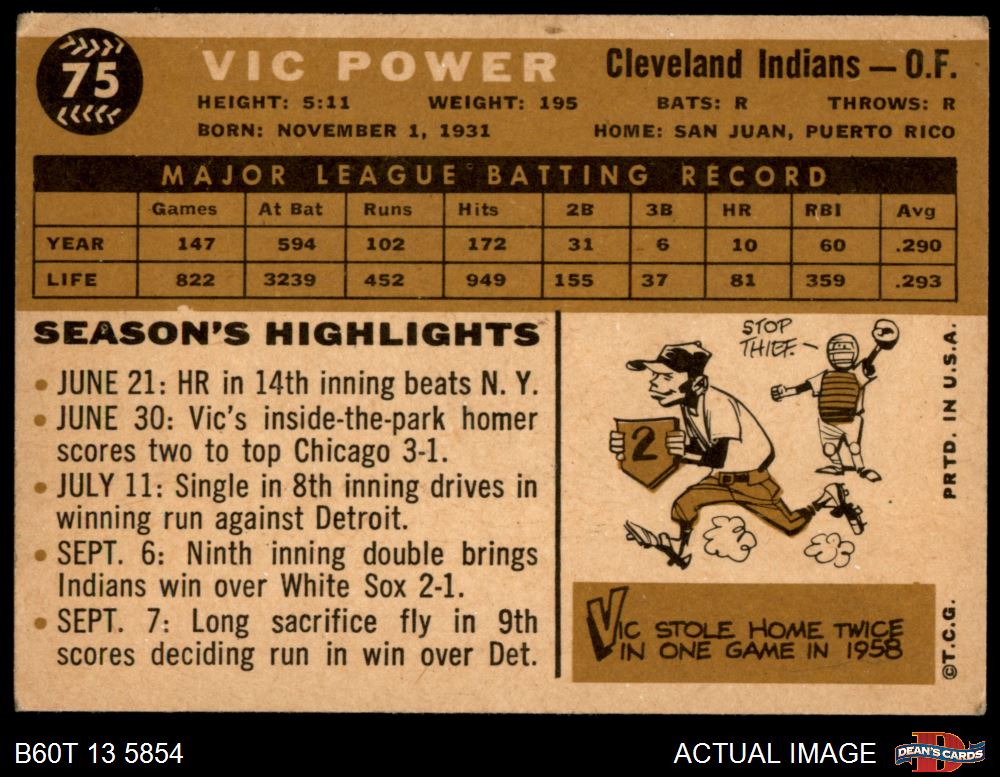 75
VIC POWER
Cleveland Indians — O.F.
HEIGHT: 5:11 WEIGHT: 195 BATS: R THROWS: R
BORN: NOVEMBER 1, 1931 HOME: SAN JUAN, PUERTO RICO
MAJOR LEAGUE BATTING RECORD
Games At Bat Runs Hits 2B 3B HR RBI Avg
YEAR 147 594 102 172 31 6 10 60 .290
LIFE 822 3239 452 949 155 37 81 359 .293
SEASON'S HIGHLIGHTS
• JUNE 21: HR in 14th inning beats N. Y.
• JUNE 30: Vic's inside-the-park homer
scores two to top Chicago 3-1.
• JULY 11: Single in 8th inning drives in
winning run against Detroit.
• SEPT. 6: Ninth inning double brings
Indians win over White Sox 2-1.
• SEPT. 7: Long sacrifice fly in 9th
scores deciding run in win over Det.
STOP
THIEF.
2
VIC STOLE HOME TWICE
IN ONE GAME IN 1958
PRTD. IN U.S.A.
©T.C.G.
B60T 13 5854
ACTUAL IMAGE
D
DEAN'S CARDS